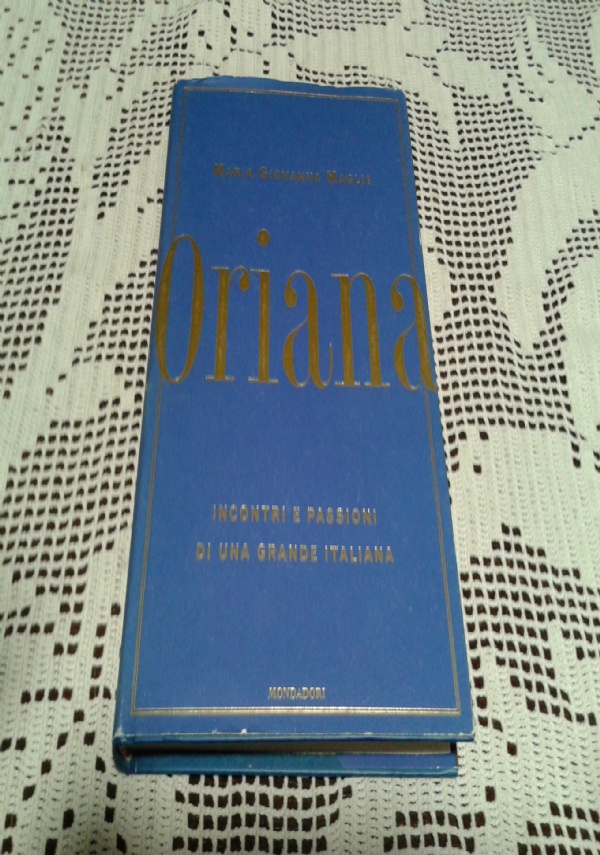 MARIA GIOVANNA MAGLIE
Oriana
INCONTRI E PASSIONI
DI UNA GRANDE ITALIANA
MONDADORI